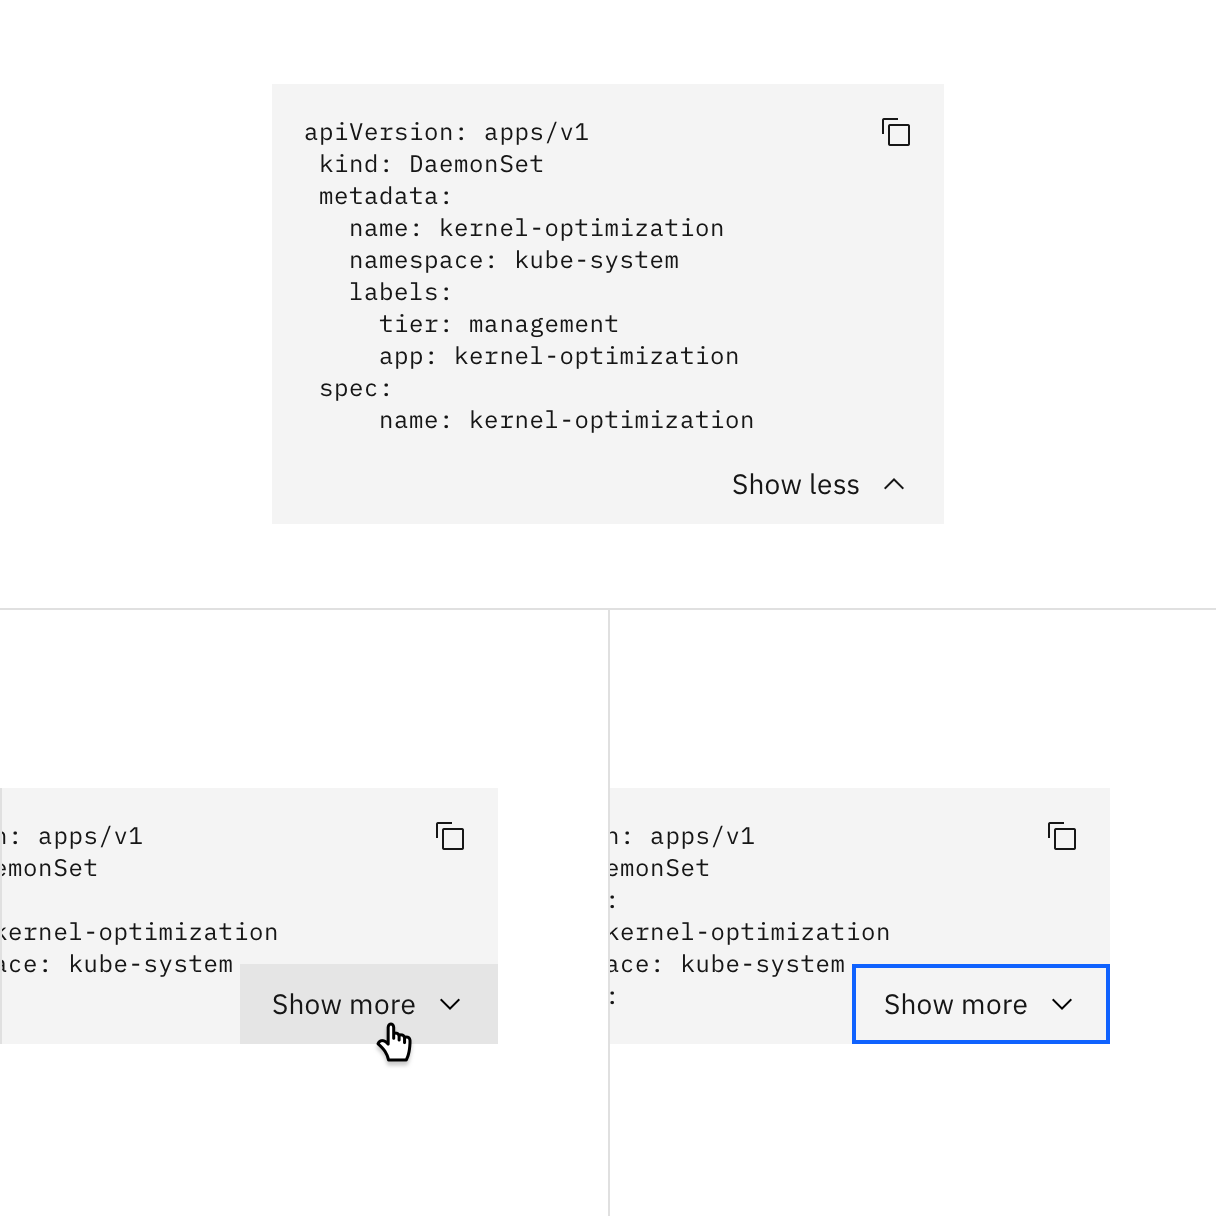 apiVersion: apps/v1
 kind: DaemonSet
 metadata:
   name: kernel-optimization
   namespace: kube-system
   labels:
     tier: management
     app: kernel-optimization
 spec:
     name: kernel-optimization
Show less
n: apps/v1
emonSet
kernel-optimization
ace: kube-system
Show more
n: apps/v1
emonSet
:
kernel-optimization
ace: kube-system
:
Show more